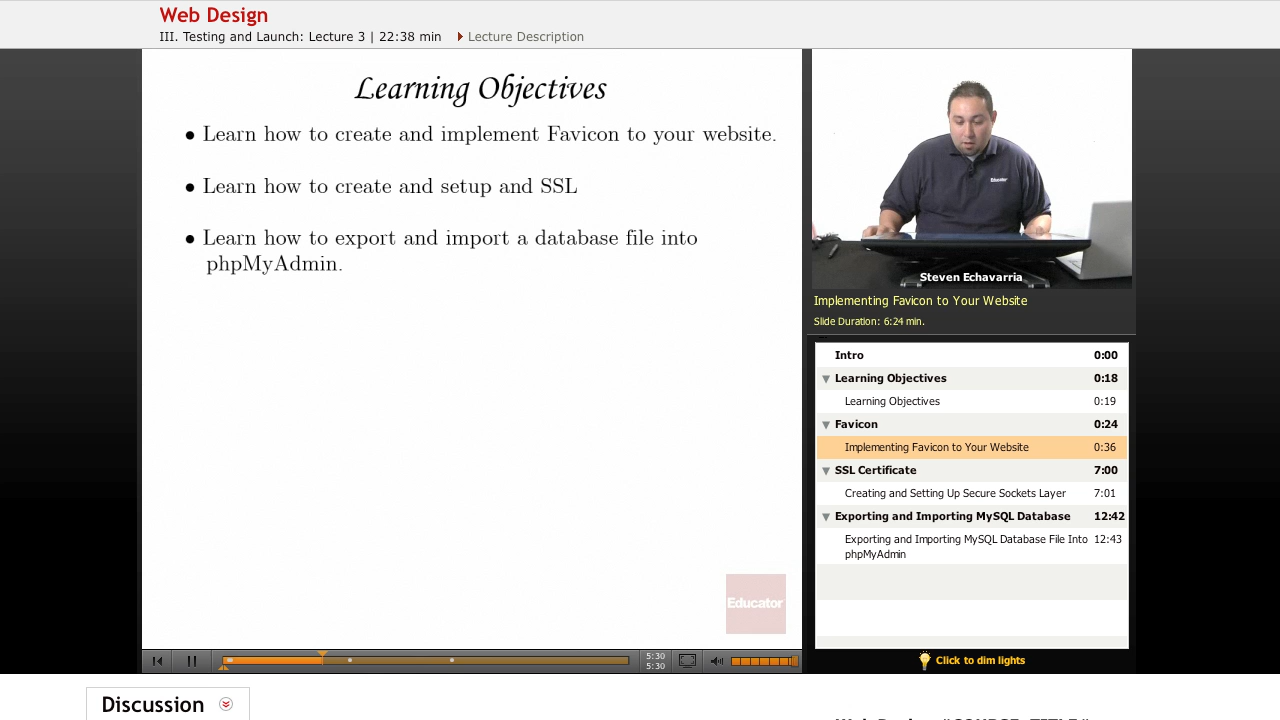 Web Design
III. Testing and Launch: Lecture 3 | 22:38 min Lecture Description
Learning Objectives
• Learn how to create and implement Favicon to your website.
• Learn how to create and setup and SSL
• Learn how to export and import a database file into
phpMyAdmin.
Educator
Educator
Steven Echavarria
Implementing Favicon to Your Website
Slide Duration: 6:24 min.
Intro 0:00
Learning Objectives 0:18
Learning Objectives 0:19
Favicon 0:24
Implementing Favicon to Your Website 0:36
SSL Certificate 7:00
Creating and Setting Up Secure Sockets Layer 7:01
Exporting and Importing MySQL Database 12:42
Exporting and Importing MySQL Database File Into 12:43
phpMyAdmin
5:30
5:30
Click to dim lights
Discussion